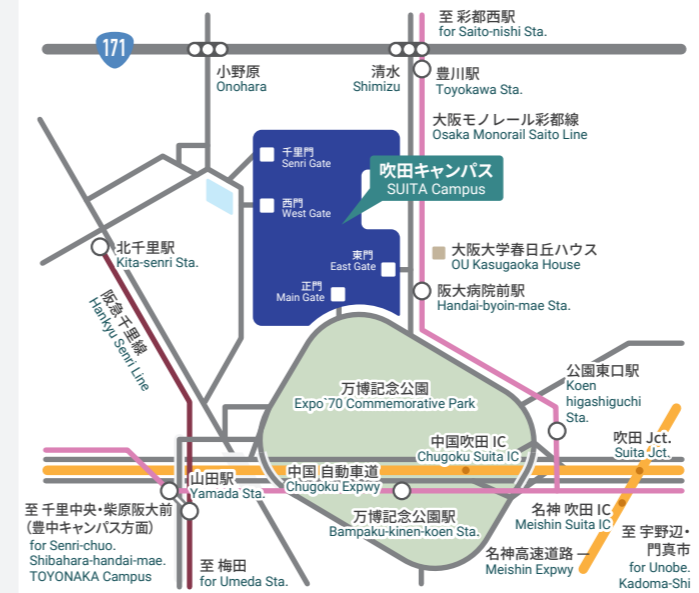 至 彩都西駅
for Saito-nishi Sta.
171
小野原
Onohara
清水
Shimizu
豊川駅
Toyokawa Sta.
大阪モノレール彩都線
Osaka Monorail Saito Line
千里門
Senri Gate
吹田キャンパス
SUITA Campus
西門
West Gate
北千里駅
Kita-senri Sta.
東門
East Gate
大阪大学春日丘ハウス
OU Kasugaoka House
正門
Main Gate
阪大病院前駅
Handai-byoin-mae Sta.
阪急千里線
Hankyu Senri Line
公園東口駅
Koen
higashiguchi
Sta.
万博記念公園
Expo`70 Commemorative Park
中国吹田 IC
Chugoku Suita IC
吹田 Jct.
Suita Jct.
山田駅
Yamada Sta.
中国 自動車道
Chugoku Expwy
至 千里中央・柴原阪大前
（豊中キャンパス方面）
for Senri-chuo.
Shibahara-handai-mae.
TOYONAKA Campus
万博記念公園駅
Bampaku-kinen-koen Sta.
名神 吹田 IC
Meishin Suita IC
至 宇野辺・
門真市
for Unobe.
Kadoma-Shi
名神高速道路
Meishin Expwy
至 梅田
for Umeda Sta.